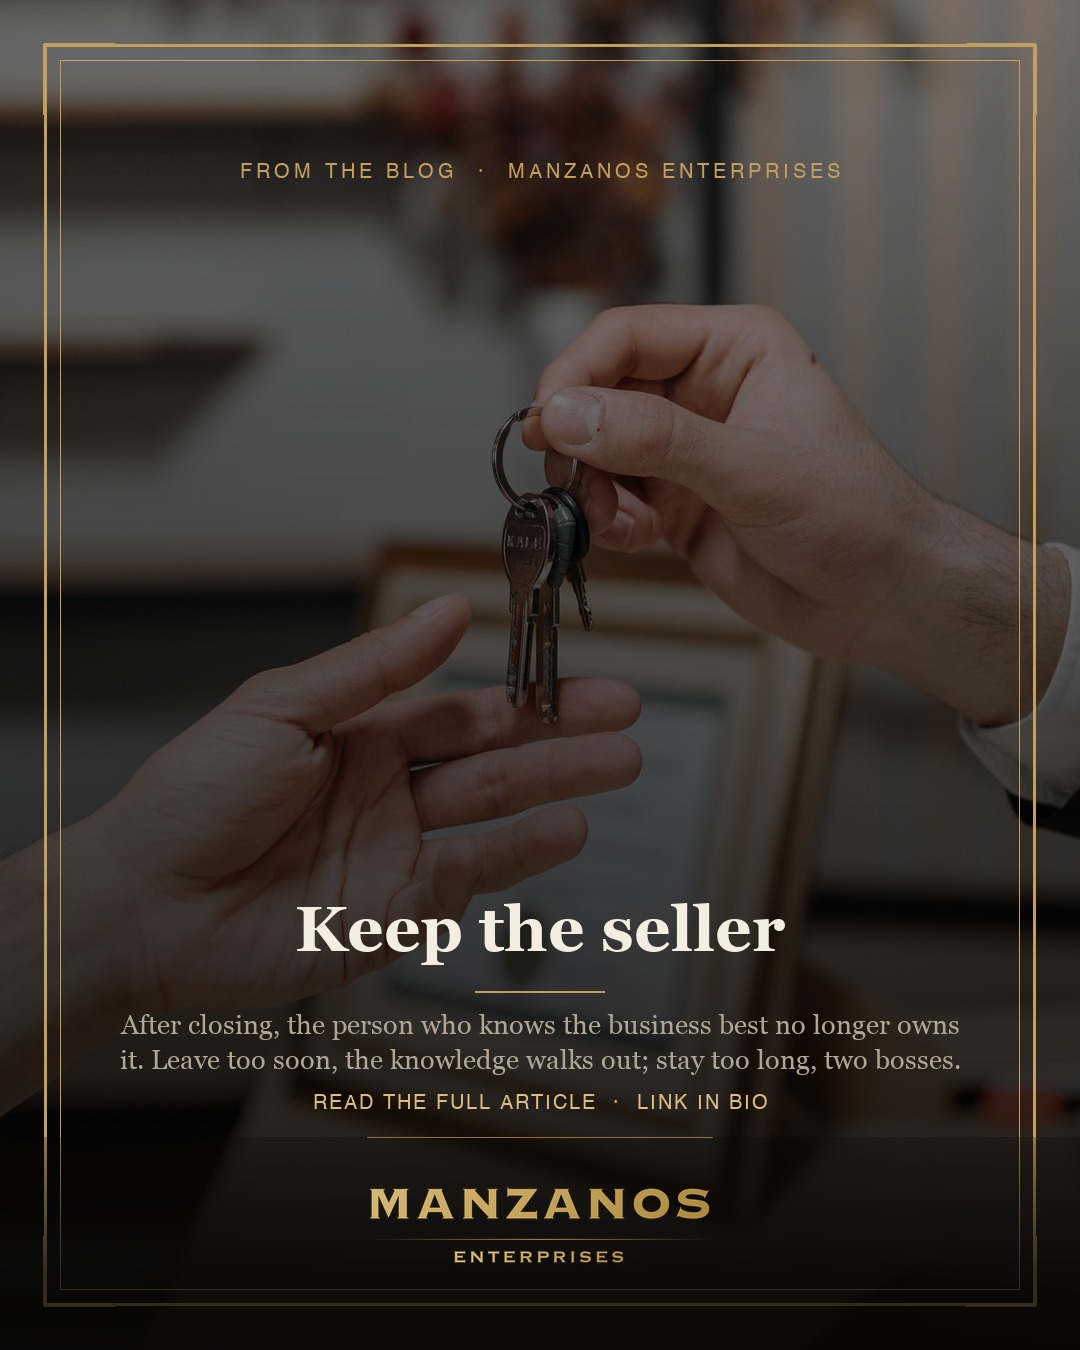 FROM THE BLOG · MANZANOS ENTERPRISES
KALE
Keep the seller
After closing, the person who knows the business best no longer owns
it. Leave too soon, the knowledge walks out; stay too long, two bosses.
READ THE FULL ARTICLE · LINK IN BIO
MANZANOS
ENTERPRISES